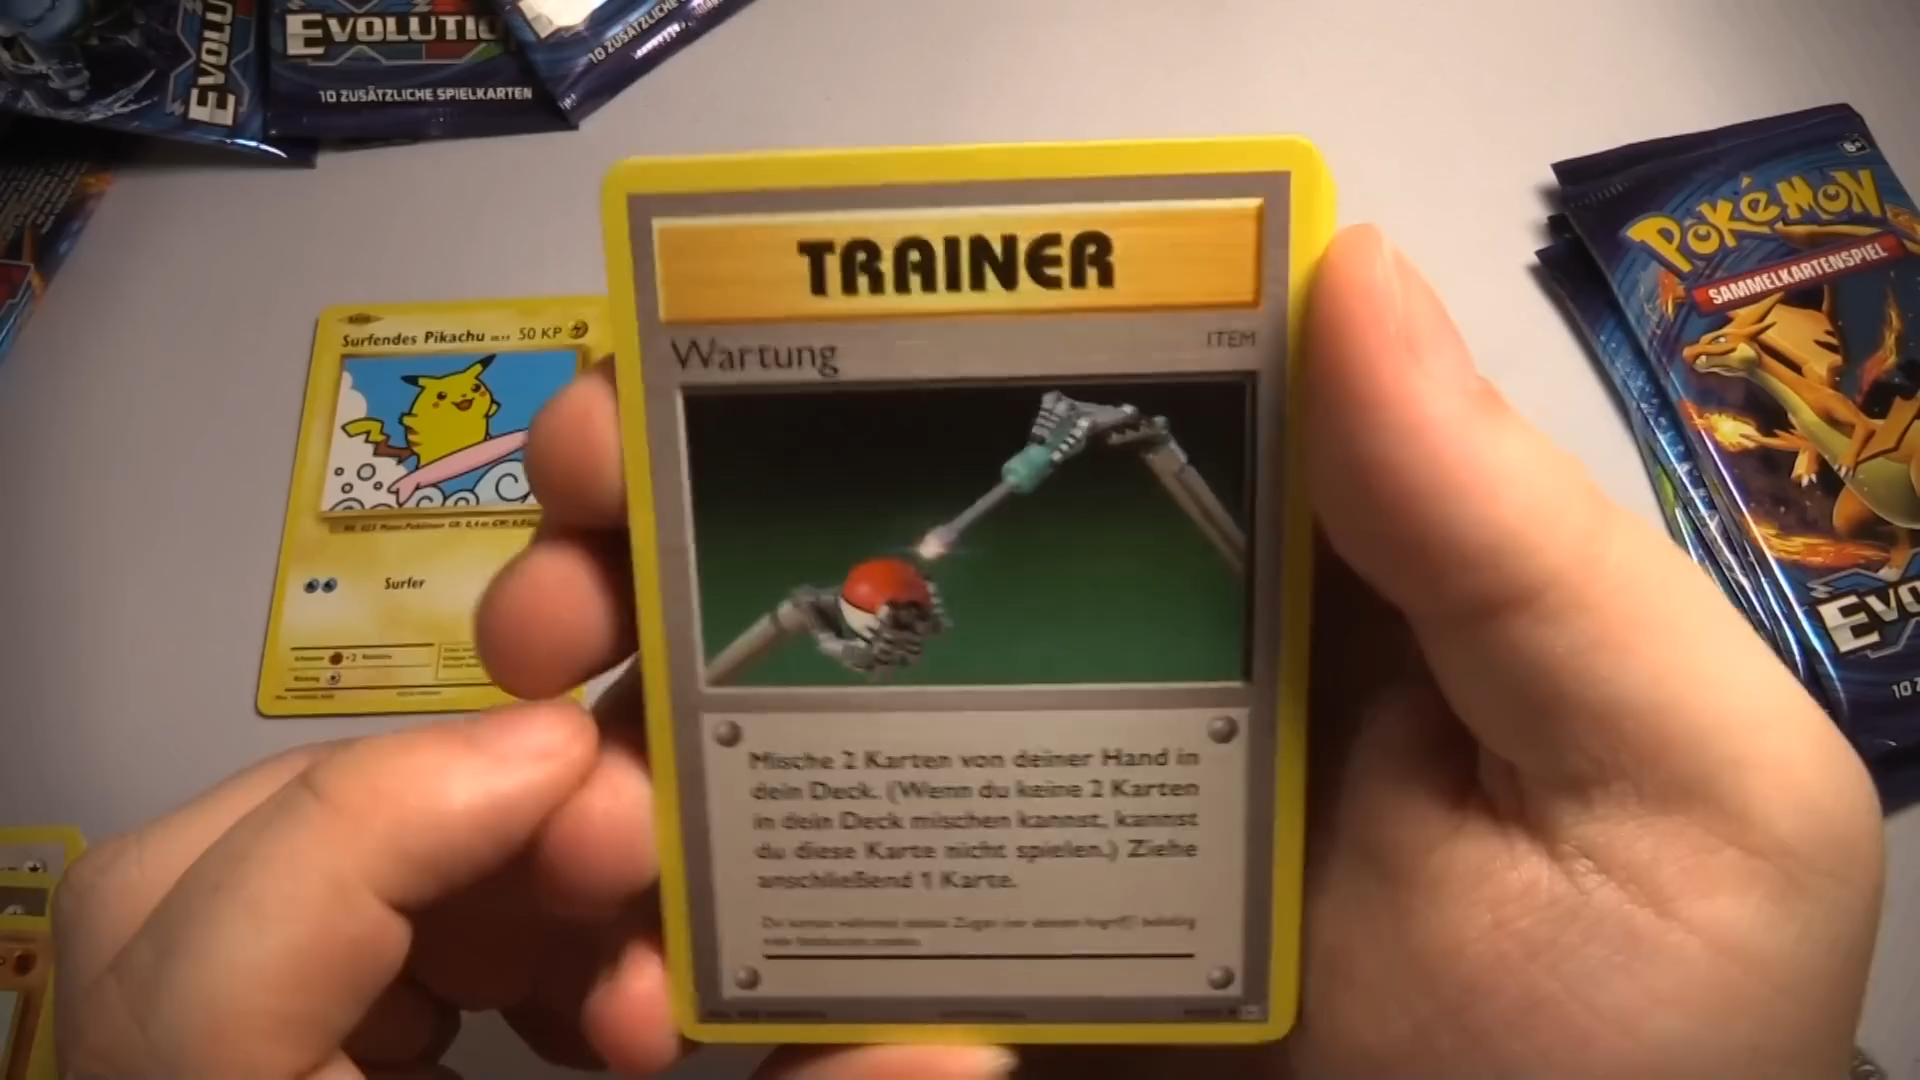 EVOLU
EVOLUTIO
10 ZUSÄTZLICHE SPIELKARTEN
10 ZUSÄTZLICHE
POKÉMON
SAMMELKARTENSPIEL
EVO
10 Z
Surfendes Pikachu 50 KP
Surfer
TRAINER
Wartung
ITEM
Mische 2 Karten von deiner Hand in
dein Deck. (Wenn du keine 2 Karten
in dein Deck mischen kannst, kannst
du diese Karte nicht spielen.) Ziehe
anschließend 1 Karte.